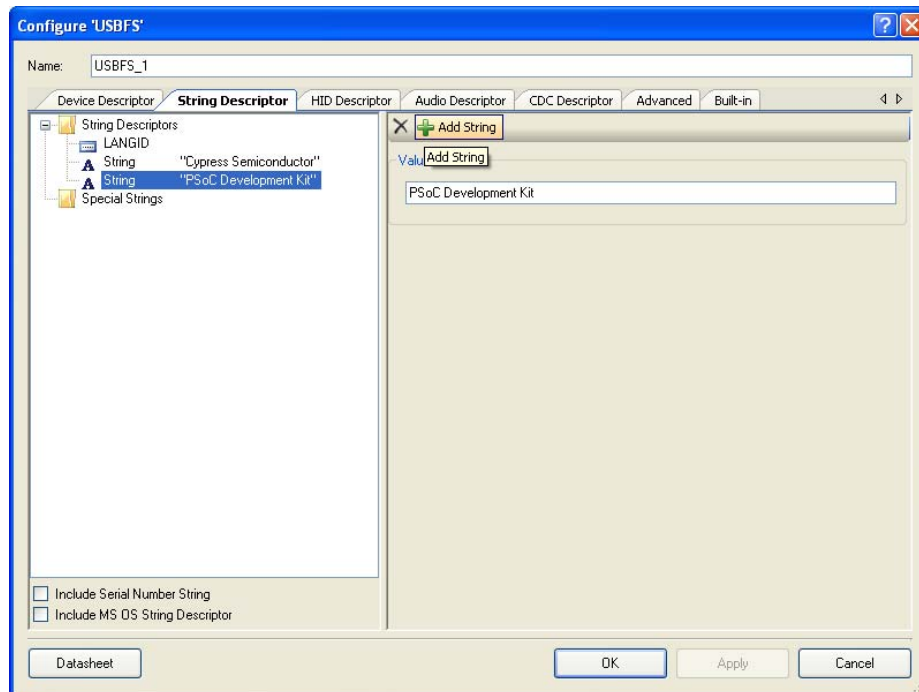 Configure 'USBFS'
Name: USBFS_1
Device Descriptor String Descriptor HID Descriptor Audio Descriptor CDC Descriptor Advanced Built-in
String Descriptors
LANGID
String "Cypress Semiconductor"
String "PSoC Development Kit"
Special Strings
Add String
Valu
Add String
PSoC Development Kit
Include Serial Number String
Include MS OS String Descriptor
Datasheet OK Apply Cancel